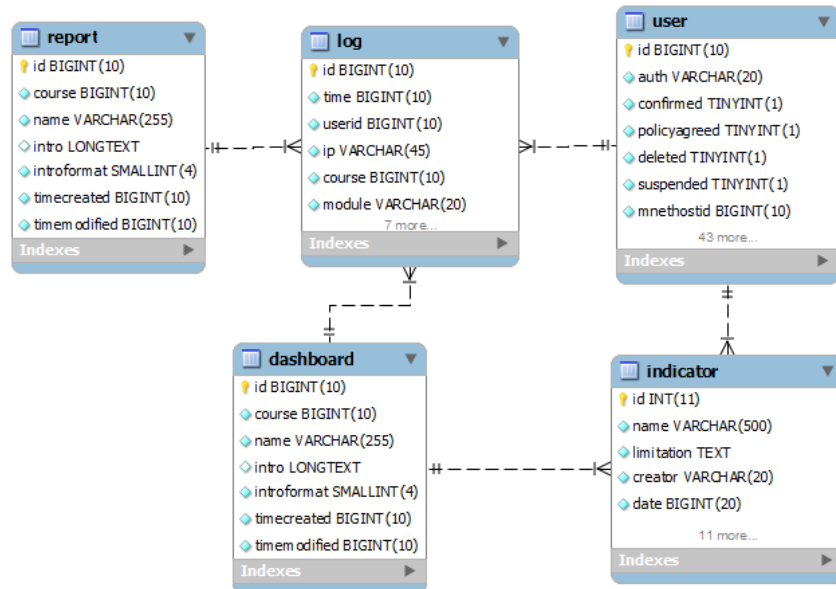 report
id BIGINT(10)
course BIGINT(10)
name VARCHAR(255)
intro LONGTEXT
introformat SMALLINT(4)
timecreated BIGINT(10)
timemodified BIGINT(10)
Indexes
log
id BIGINT(10)
time BIGINT(10)
userid BIGINT(10)
ip VARCHAR(45)
course BIGINT(10)
module VARCHAR(20)
7 more...
Indexes
user
id BIGINT(10)
auth VARCHAR(20)
confirmed TINYINT(1)
policyagreed TINYINT(1)
deleted TINYINT(1)
suspended TINYINT(1)
mnethostid BIGINT(10)
43 more...
Indexes
dashboard
id BIGINT(10)
course BIGINT(10)
name VARCHAR(255)
intro LONGTEXT
introformat SMALLINT(4)
timecreated BIGINT(10)
timemodified BIGINT(10)
Indexes
indicator
id INT(11)
name VARCHAR(500)
limitation TEXT
creator VARCHAR(20)
date BIGINT(20)
11 more...
Indexes